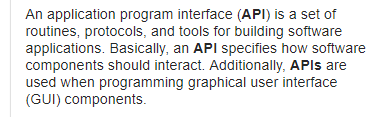 An application program interface (API) is a set of
routines, protocols, and tools for building software
applications. Basically, an API specifies how software
components should interact. Additionally, APIs are
used when programming graphical user interface
(GUI) components.